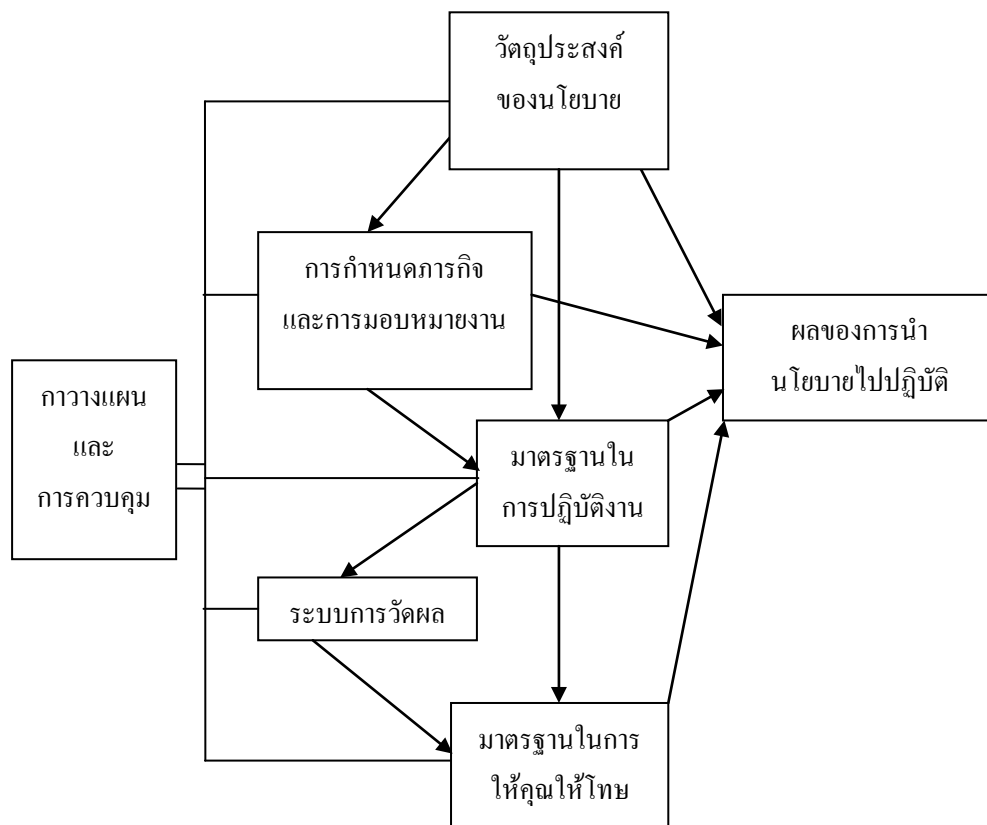 วัตถุประสงค์
ของนโยบาย
การกำหนดภารกิจ
และการมอบหมายงาน
ผลของการนำ
นโยบายไปปฏิบัติ
กาวางแผน
และ
การควบคุม
มาตรฐานใน
การปฏิบัติงาน
ระบบการวัดผล
มาตรฐานในการ
ให้คุณให้โทษ